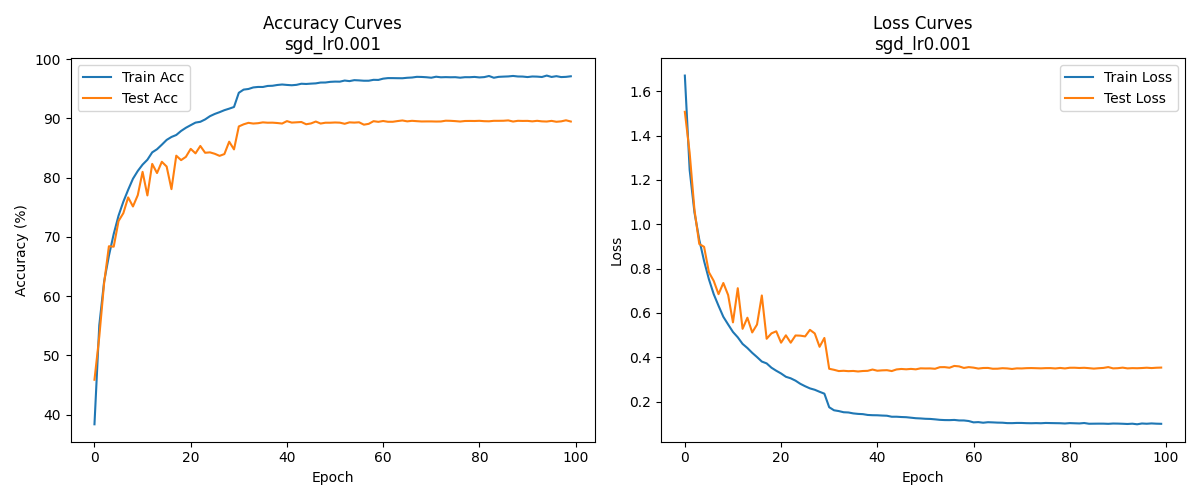 Accuracy Curves
sgd_lr0.001
Train Acc
Test Acc
Accuracy (%)
100
90
80
70
60
50
40
0
20
40
60
80
100
Epoch
Loss Curves
sgd_lr0.001
Train Loss
Test Loss
Loss
1.6
1.4
1.2
1.0
0.8
0.6
0.4
0.2
0
20
40
60
80
100
Epoch